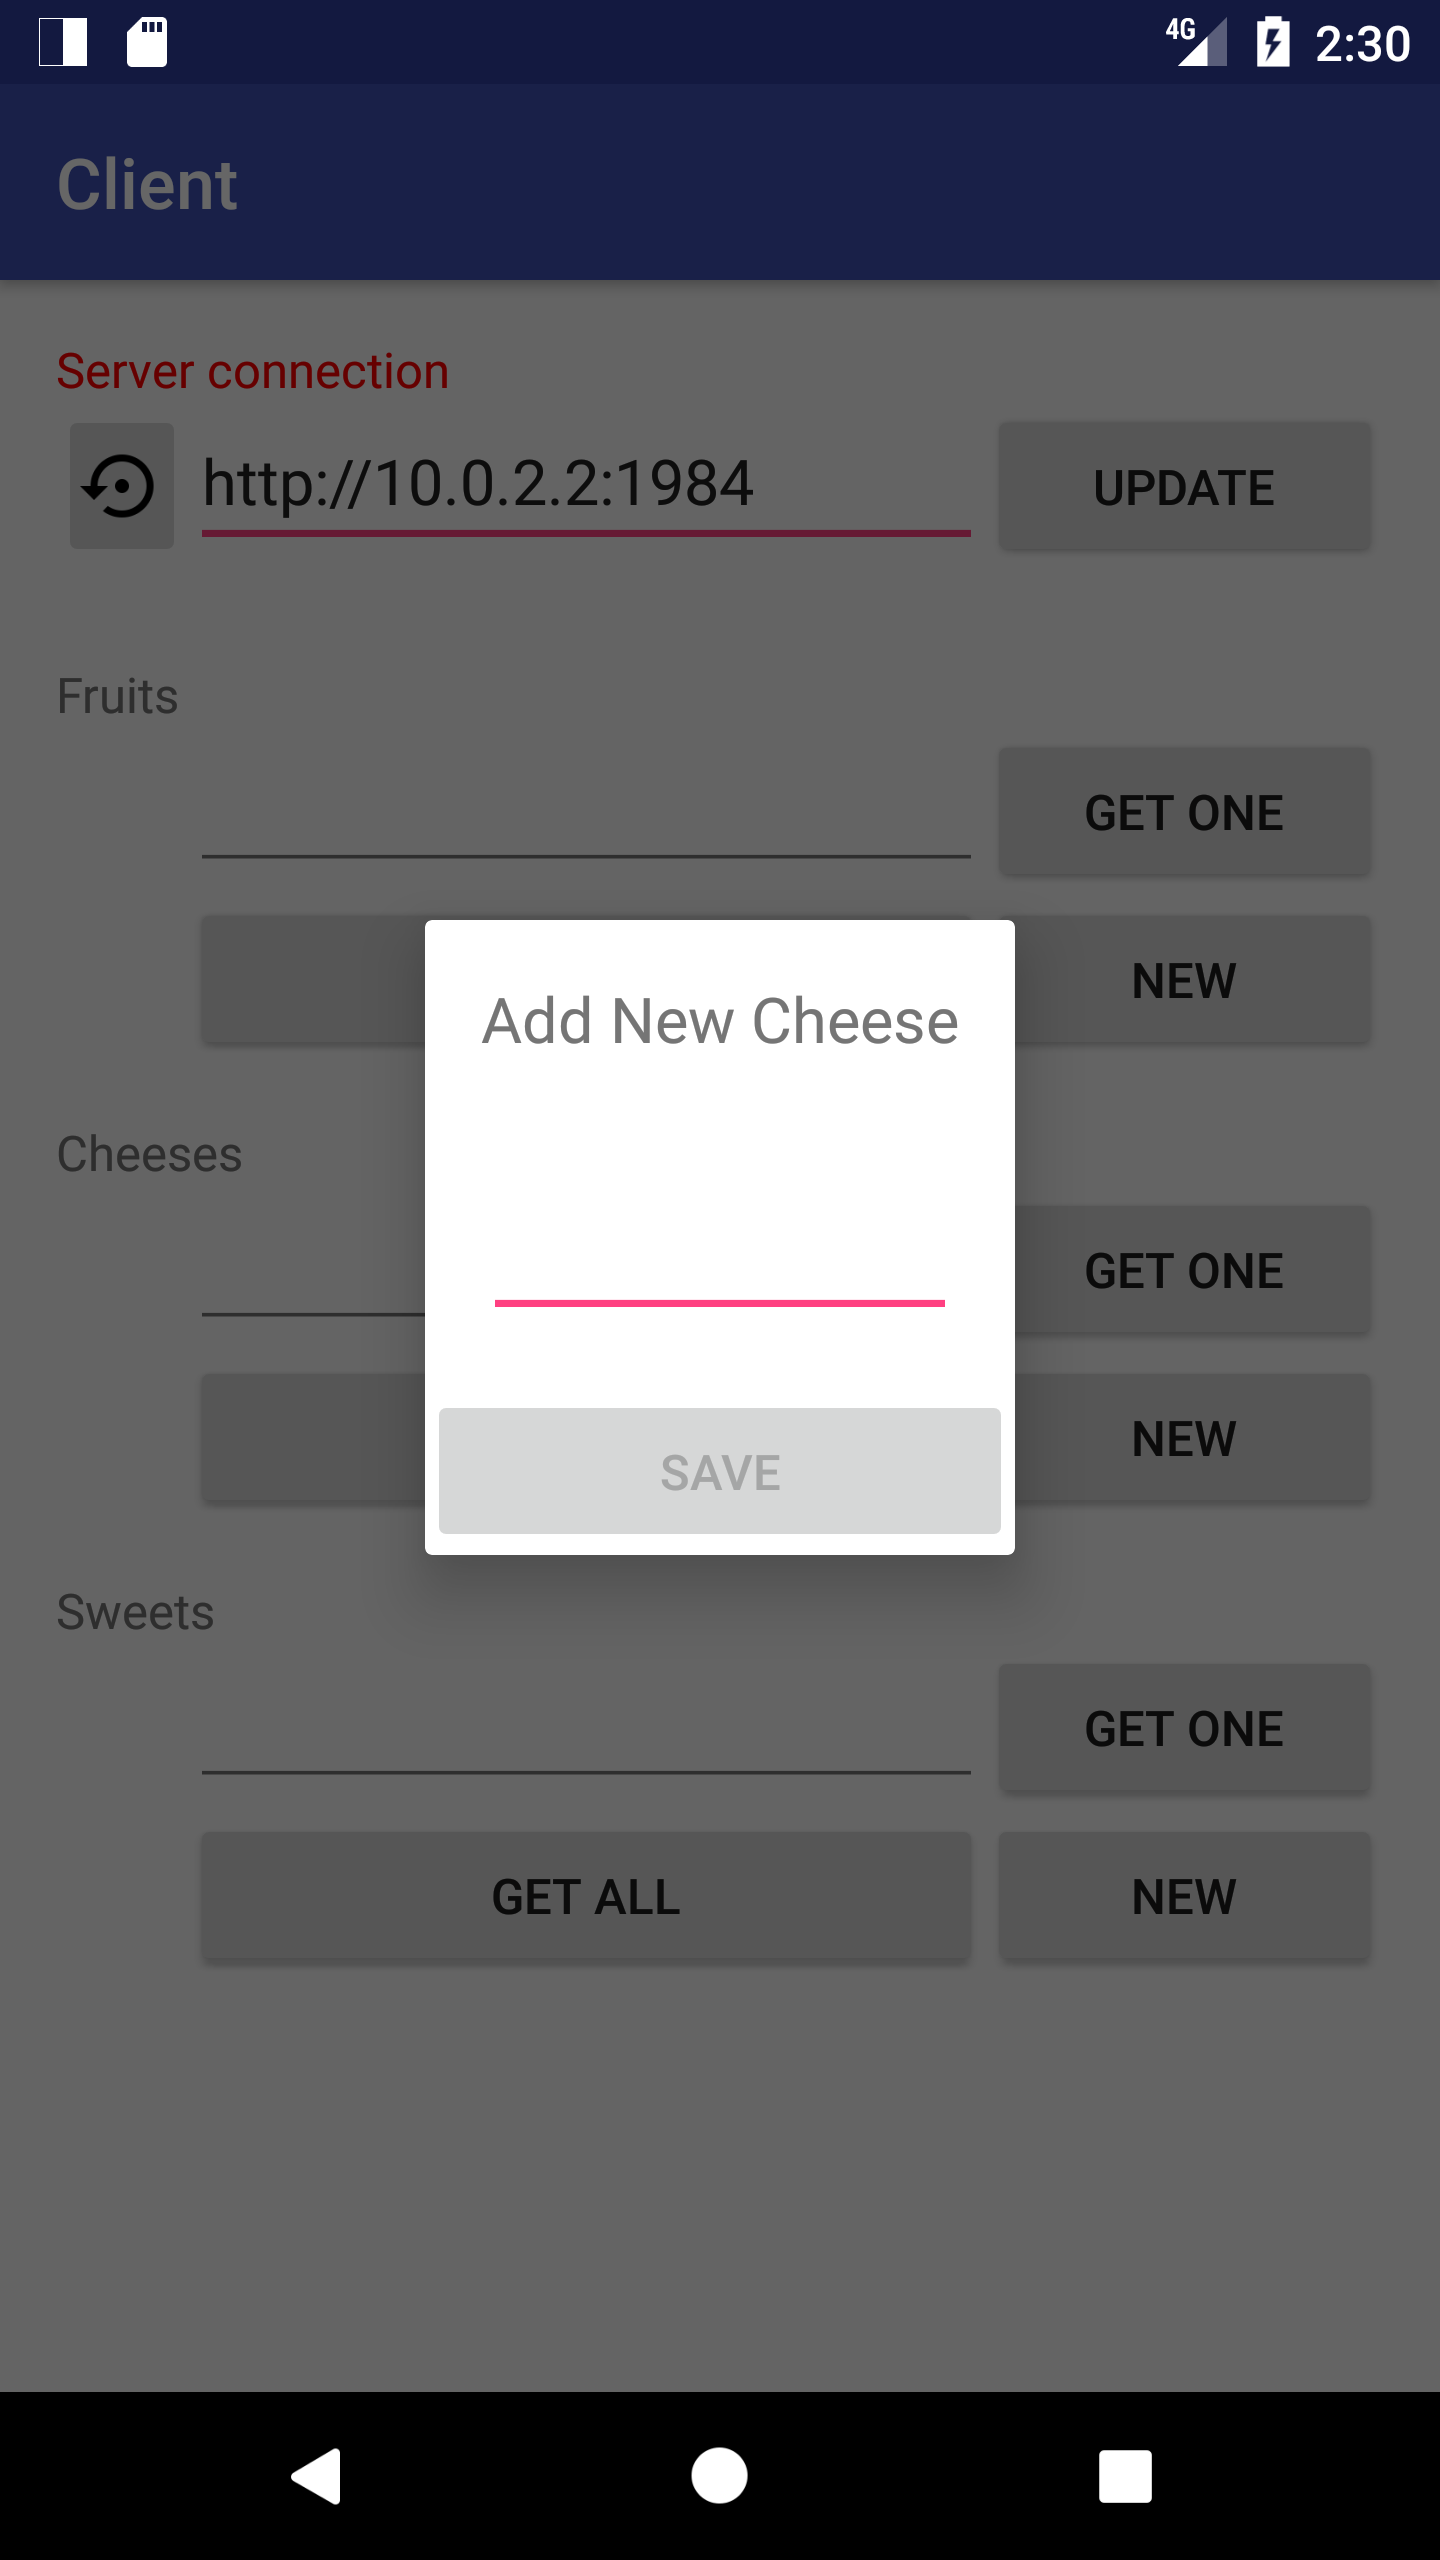 4G 2:30
Client
Server connection
http://10.0.2.2:1984 UPDATE
Fruits
GET ONE
NEW
Add New Cheese
Cheeses
GET ONE
NEW
SAVE
Sweets
GET ONE
GET ALL NEW